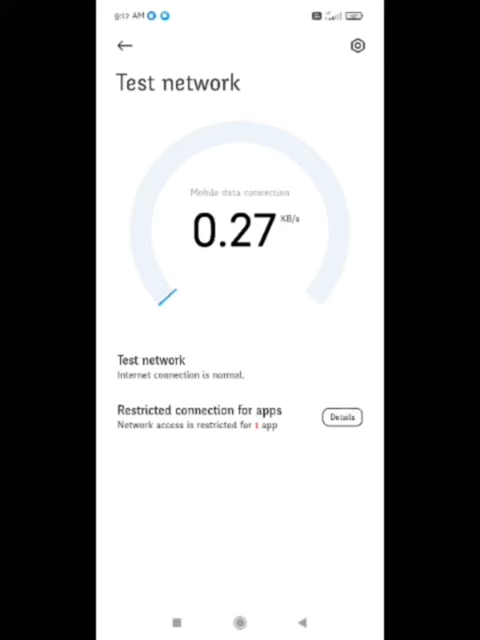 9:12 AM
Test network
Mobile data connection
0.27 KB/s
Test network
Internet connection is normal.
Restricted connection for apps
Network access is restricted for 1 app
Details